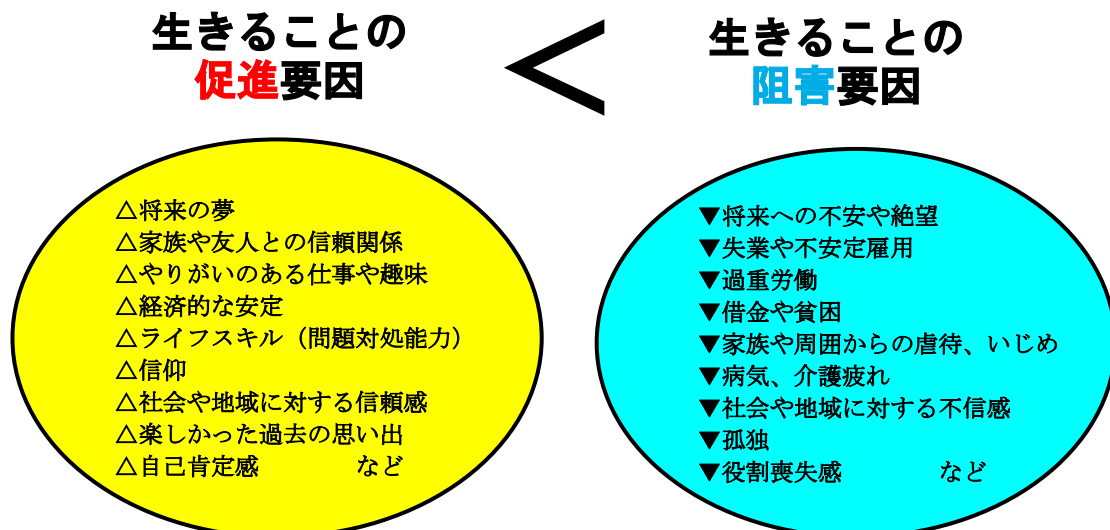 生きることの
促進要因
<
生きることの
阻害要因
△将来の夢
△家族や友人との信頼関係
△やりがいのある仕事や趣味
△経済的な安定
△ライフスキル（問題対処能力）
△信仰
△社会や地域に対する信頼感
△楽しかった過去の思い出
△自己肯定感　　　　など
▼将来への不安や絶望
▼失業や不安定雇用
▼過重労働
▼借金や貧困
▼家族や周囲からの虐待、いじめ
▼病気、介護疲れ
▼社会や地域に対する不信感
▼孤独
▼役割喪失感　　　　など